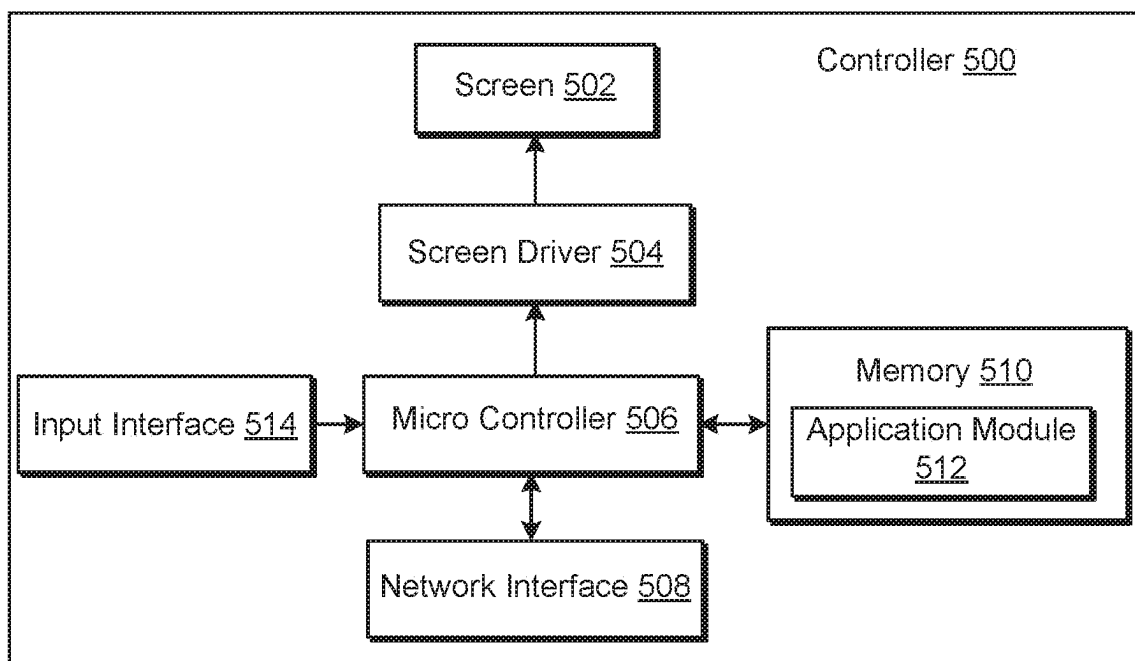 Controller 500
Screen 502
Screen Driver 504
Input Interface 514
Micro Controller 506
Memory 510
Application Module
512
Network Interface 508